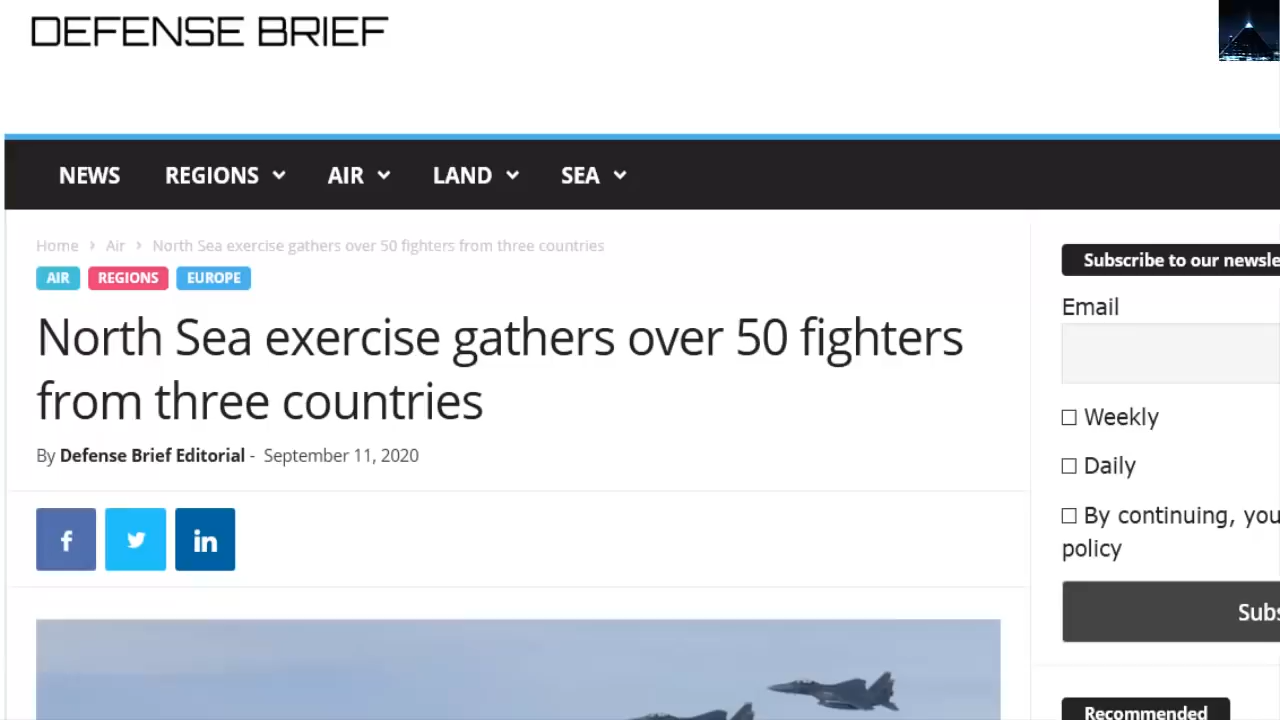 DEFENSE BRIEF
NEWS REGIONS AIR LAND SEA
Home › Air › North Sea exercise gathers over 50 fighters from three countries
AIR REGIONS EUROPE
North Sea exercise gathers over 50 fighters
from three countries
By Defense Brief Editorial - September 11, 2020
f in
Subscribe to our newsle
Email
Weekly
Daily
By continuing, you
policy
Subs
Recommended